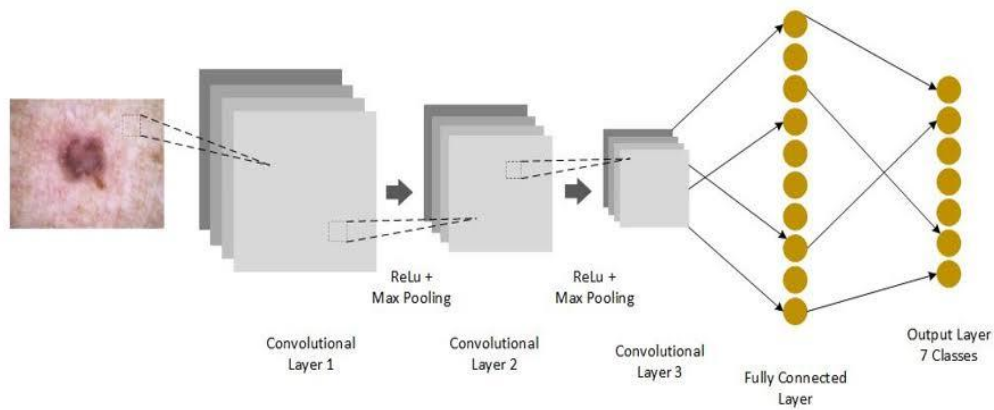 ReLu +
Max Pooling
ReLu +
Max Pooling
Convolutional
Layer 1
Convolutional
Layer 2
Convolutional
Layer 3
Fully Connected
Layer
Output Layer
7 Classes